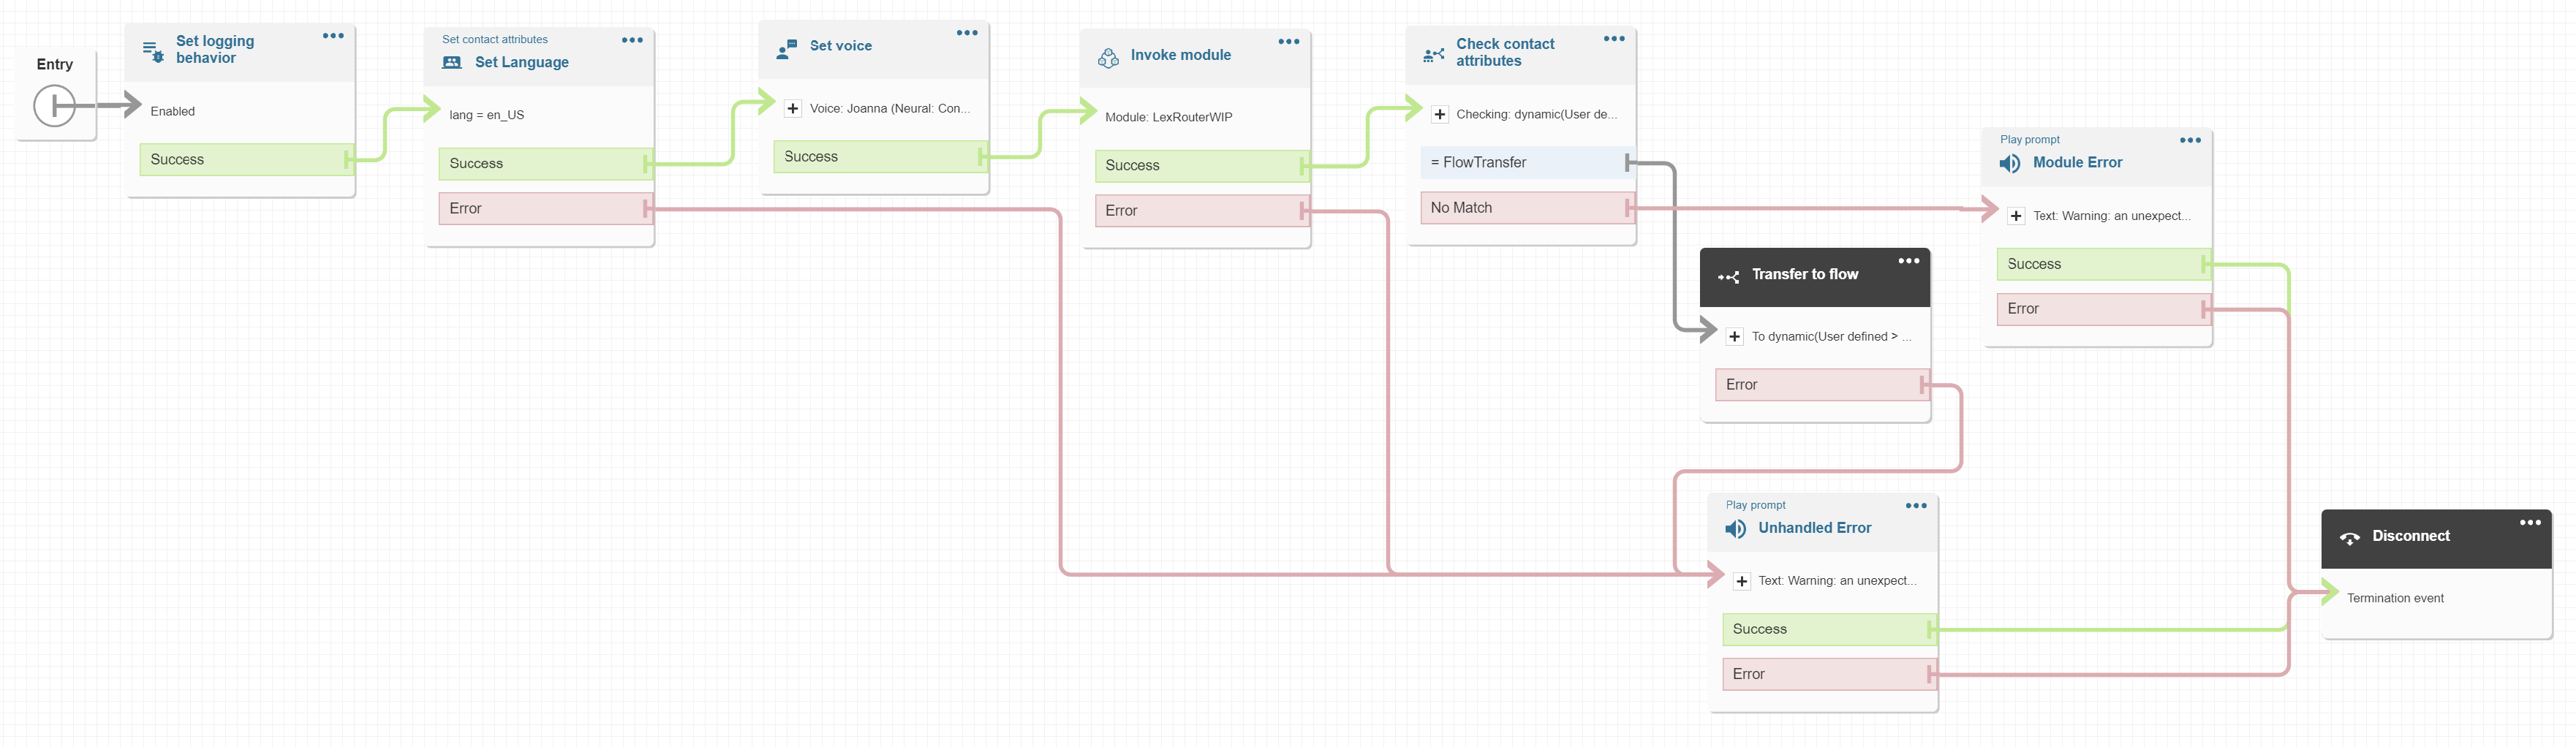 Entry
Set logging
behavior
Enabled
Success
Set contact attributes
Set Language
lang = en_US
Success
Error
Set voice
Voice: Joanna (Neural: Con...
Success
Invoke module
Module: LexRouterWIP
Success
Error
Check contact
attributes
Checking: dynamic(User de...
= FlowTransfer
No Match
Transfer to flow
To dynamic(User defined > ...
Error
Play prompt
Module Error
Text: Warning: an unexpect...
Success
Error
Play prompt
Unhandled Error
Text: Warning: an unexpect...
Success
Error
Disconnect
Termination event